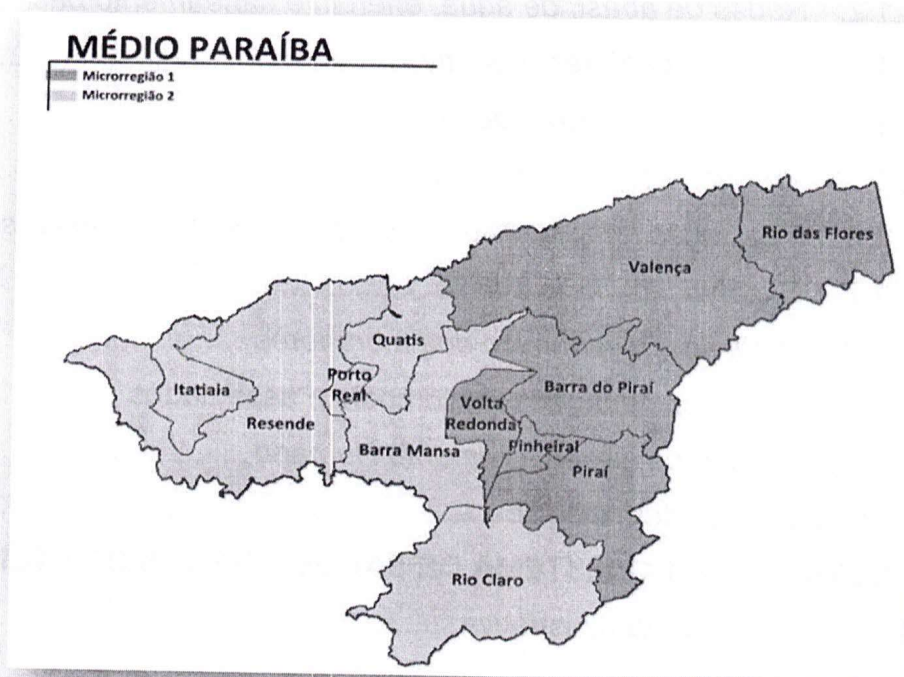 MÉDIO PARAÍBA
Microrregião 1
Microrregião 2
Rio das Flores
Valença
Quatis
Itatiaia
Porto
Real
Barra do Piraí
Volta
Redonda
Resende
Barra Mansa
Pinheiral
Piraí
Rio Claro